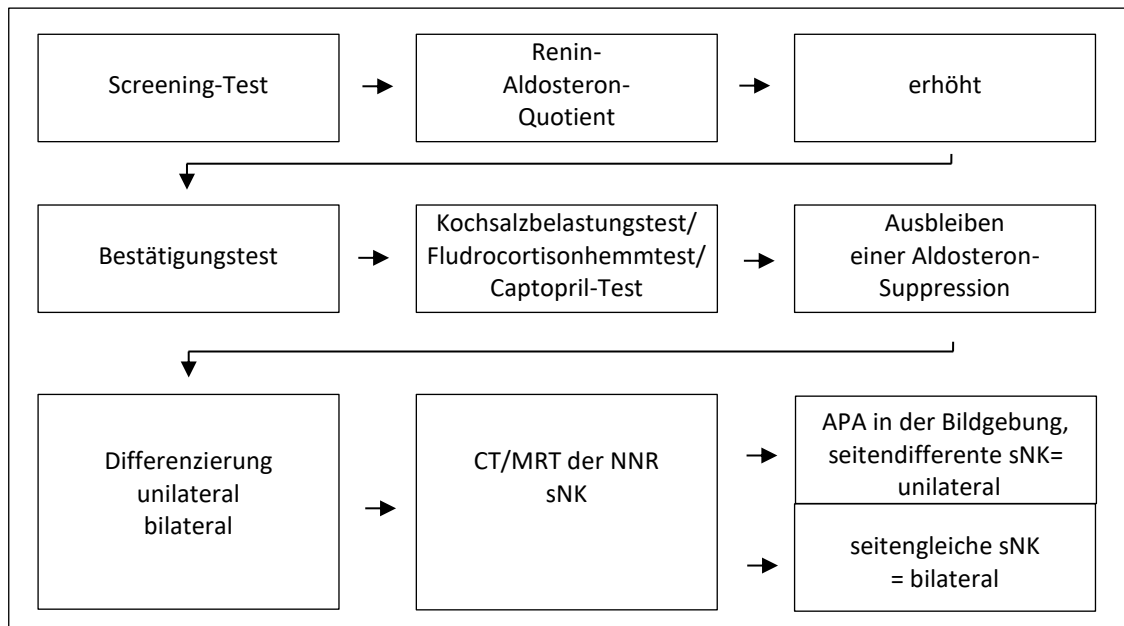 Screening-Test
Renin-
Aldosteron-
Quotient
erhöht
Bestätigungstest
Kochsalzbelastungstest/
Fludrocortisonhemmtest/
Captopril-Test
Ausbleiben
einer Aldosteron-
Suppression
Differenzierung
unilateral
bilateral
CT/MRT der NNR
sNK
APA in der Bildgebung,
seitendifferente sNK=
unilateral
seitengleiche sNK
= bilateral